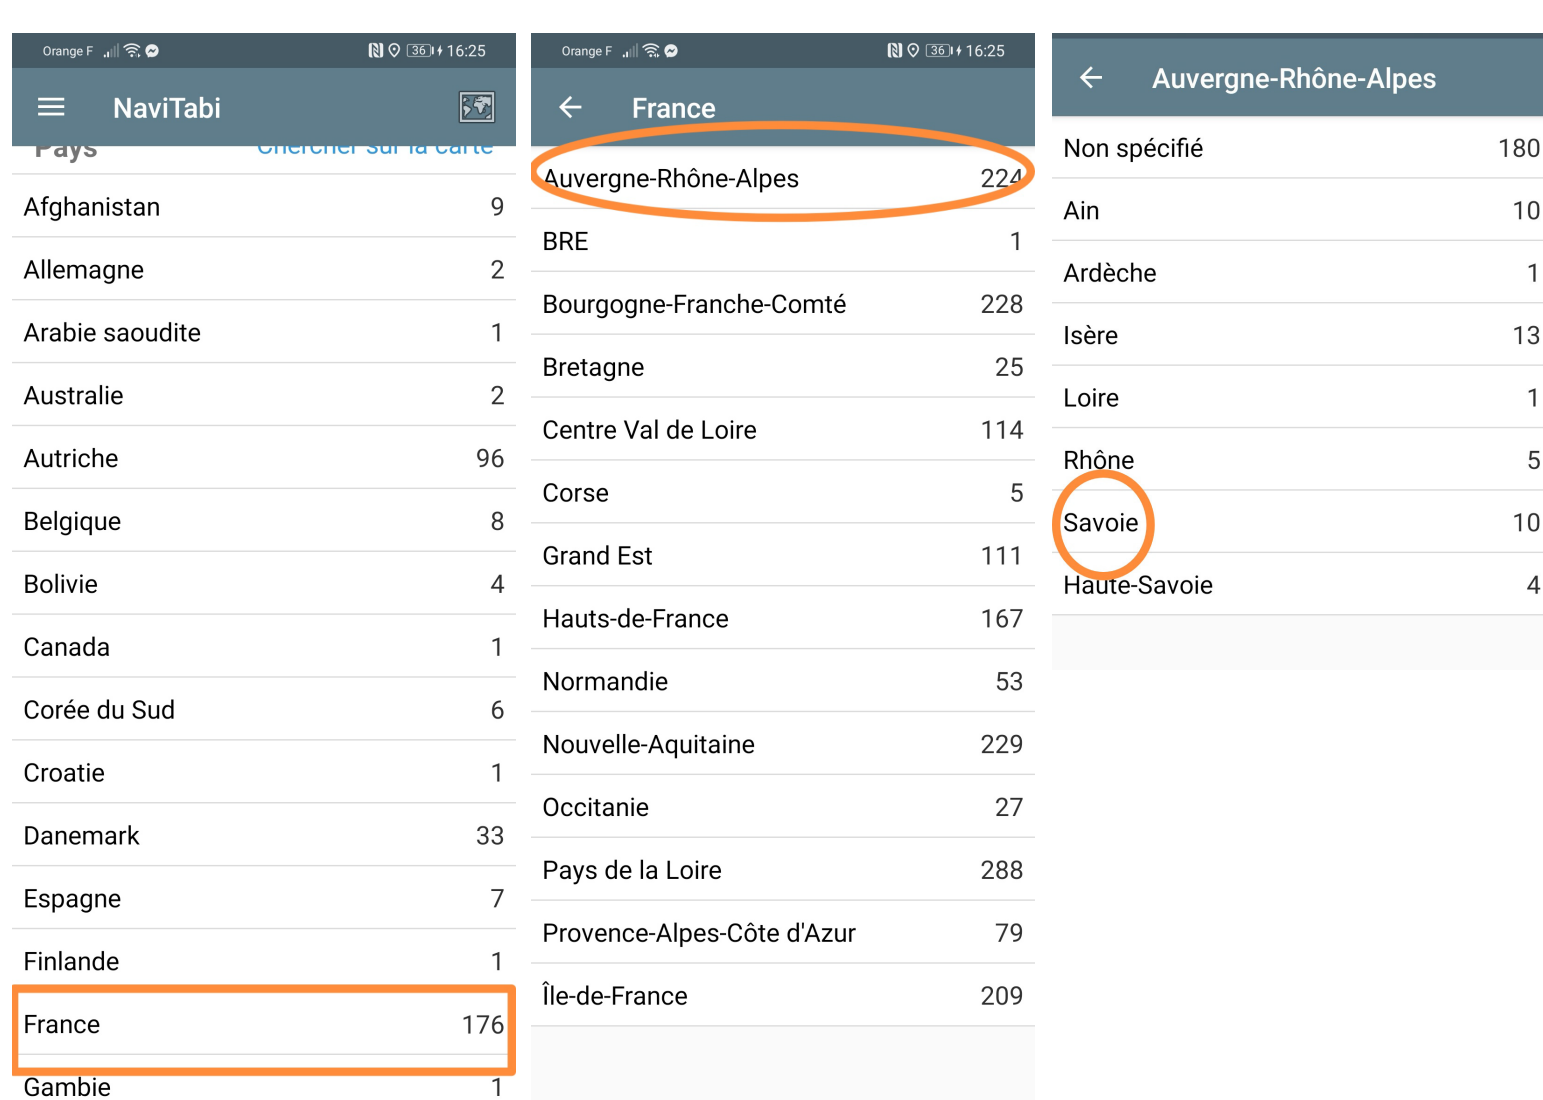 Orange F 36 16:25
NaviTabi
Pays Chercher sur la carte
Afghanistan 9
Allemagne 2
Arabie saoudite 1
Australie 2
Autriche 96
Belgique 8
Bolivie 4
Canada 1
Corée du Sud 6
Croatie 1
Danemark 33
Espagne 7
Finlande 1
France 176
Gambie 1
Orange F 36 16:25
France
Auvergne-Rhône-Alpes 224
BRE 1
Bourgogne-Franche-Comté 228
Bretagne 25
Centre Val de Loire 114
Corse 5
Grand Est 111
Hauts-de-France 167
Normandie 53
Nouvelle-Aquitaine 229
Occitanie 27
Pays de la Loire 288
Provence-Alpes-Côte d'Azur 79
Île-de-France 209
Auvergne-Rhône-Alpes
Non spécifié 180
Ain 10
Ardèche 1
Isère 13
Loire 1
Rhône 5
Savoie 10
Haute-Savoie 4